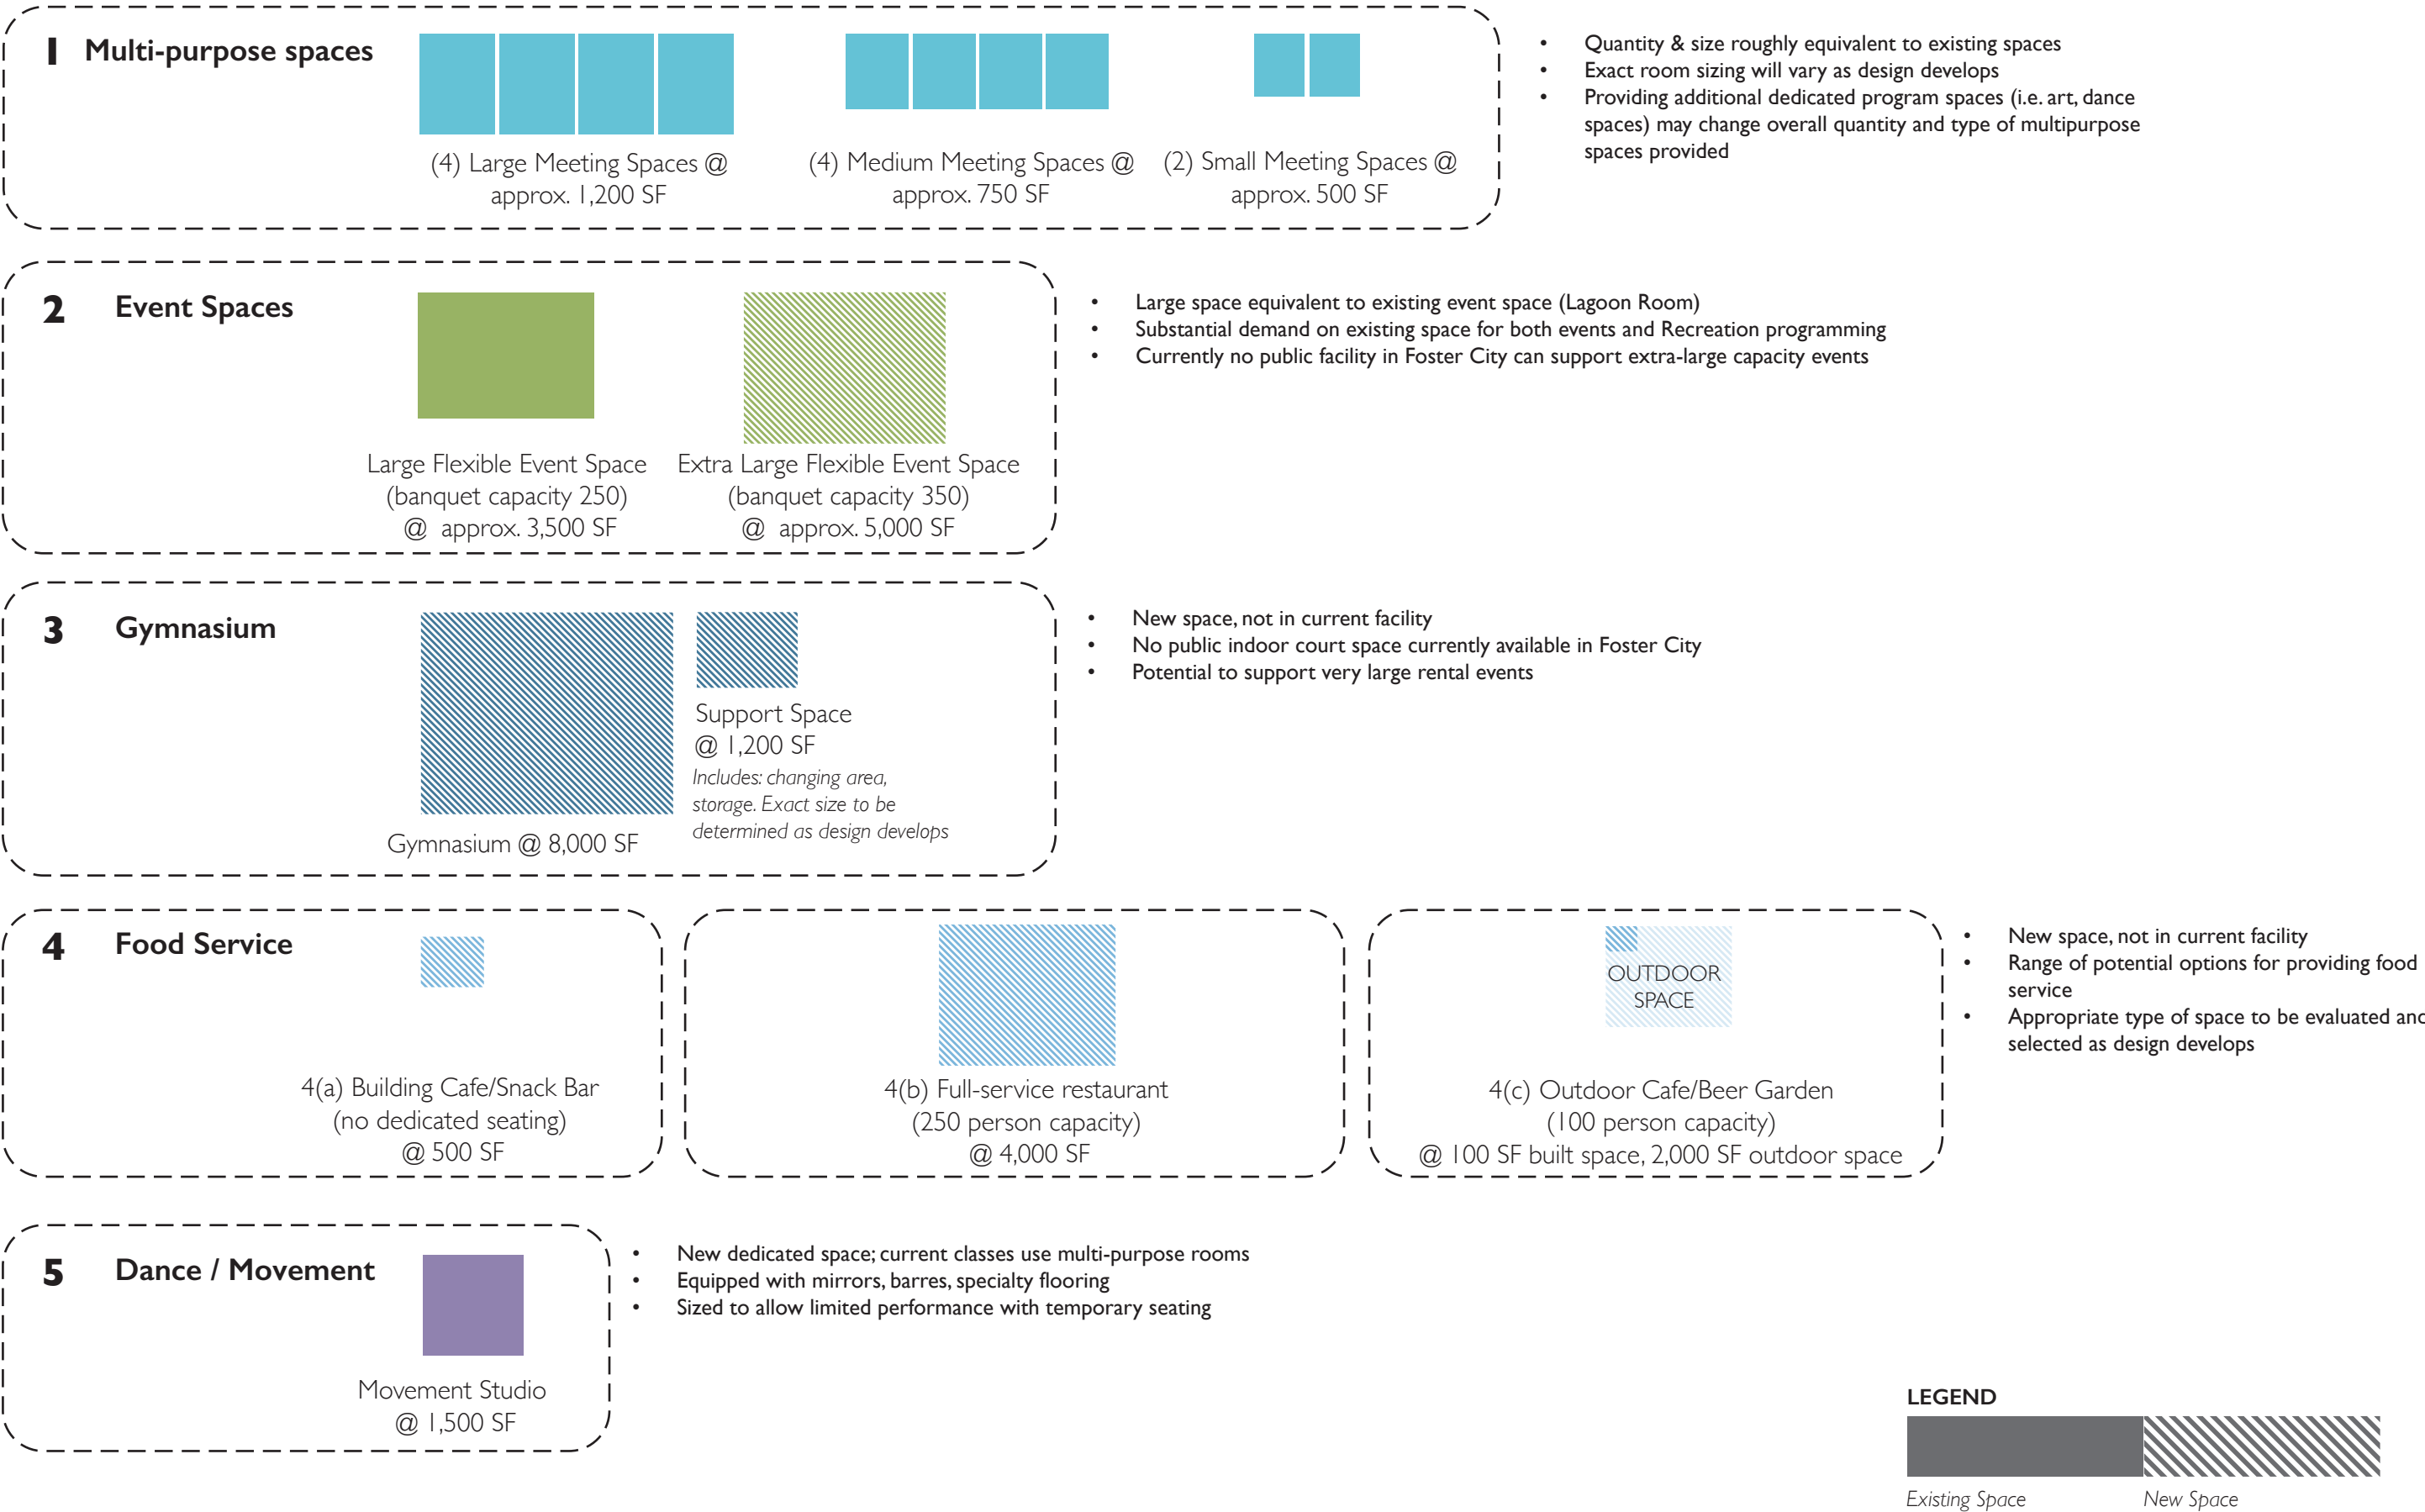 1 Multi-purpose spaces
(4) Large Meeting Spaces @
approx. 1,200 SF
(4) Medium Meeting Spaces @
approx. 750 SF
(2) Small Meeting Spaces @
approx. 500 SF
• Quantity & size roughly equivalent to existing spaces
• Exact room sizing will vary as design develops
• Providing additional dedicated program spaces (i.e. art, dance
spaces) may change overall quantity and type of multipurpose
spaces provided
2 Event Spaces
Large Flexible Event Space
(banquet capacity 250)
@ approx. 3,500 SF
Extra Large Flexible Event Space
(banquet capacity 350)
@ approx. 5,000 SF
• Large space equivalent to existing event space (Lagoon Room)
• Substantial demand on existing space for both events and Recreation programming
• Currently no public facility in Foster City can support extra-large capacity events
3 Gymnasium
Gymnasium @ 8,000 SF
Support Space
@ 1,200 SF
Includes: changing area,
storage. Exact size to be
determined as design develops
• New space, not in current facility
• No public indoor court space currently available in Foster City
• Potential to support very large rental events
4 Food Service
4(a) Building Cafe/Snack Bar
(no dedicated seating)
@ 500 SF
4(b) Full-service restaurant
(250 person capacity)
@ 4,000 SF
OUTDOOR
SPACE
4(c) Outdoor Cafe/Beer Garden
(100 person capacity)
@ 100 SF built space, 2,000 SF outdoor space
• New space, not in current facility
• Range of potential options for providing food
service
• Appropriate type of space to be evaluated and
selected as design develops
5 Dance / Movement
Movement Studio
@ 1,500 SF
• New dedicated space; current classes use multi-purpose rooms
• Equipped with mirrors, barres, specialty flooring
• Sized to allow limited performance with temporary seating
LEGEND
Existing Space
New Space